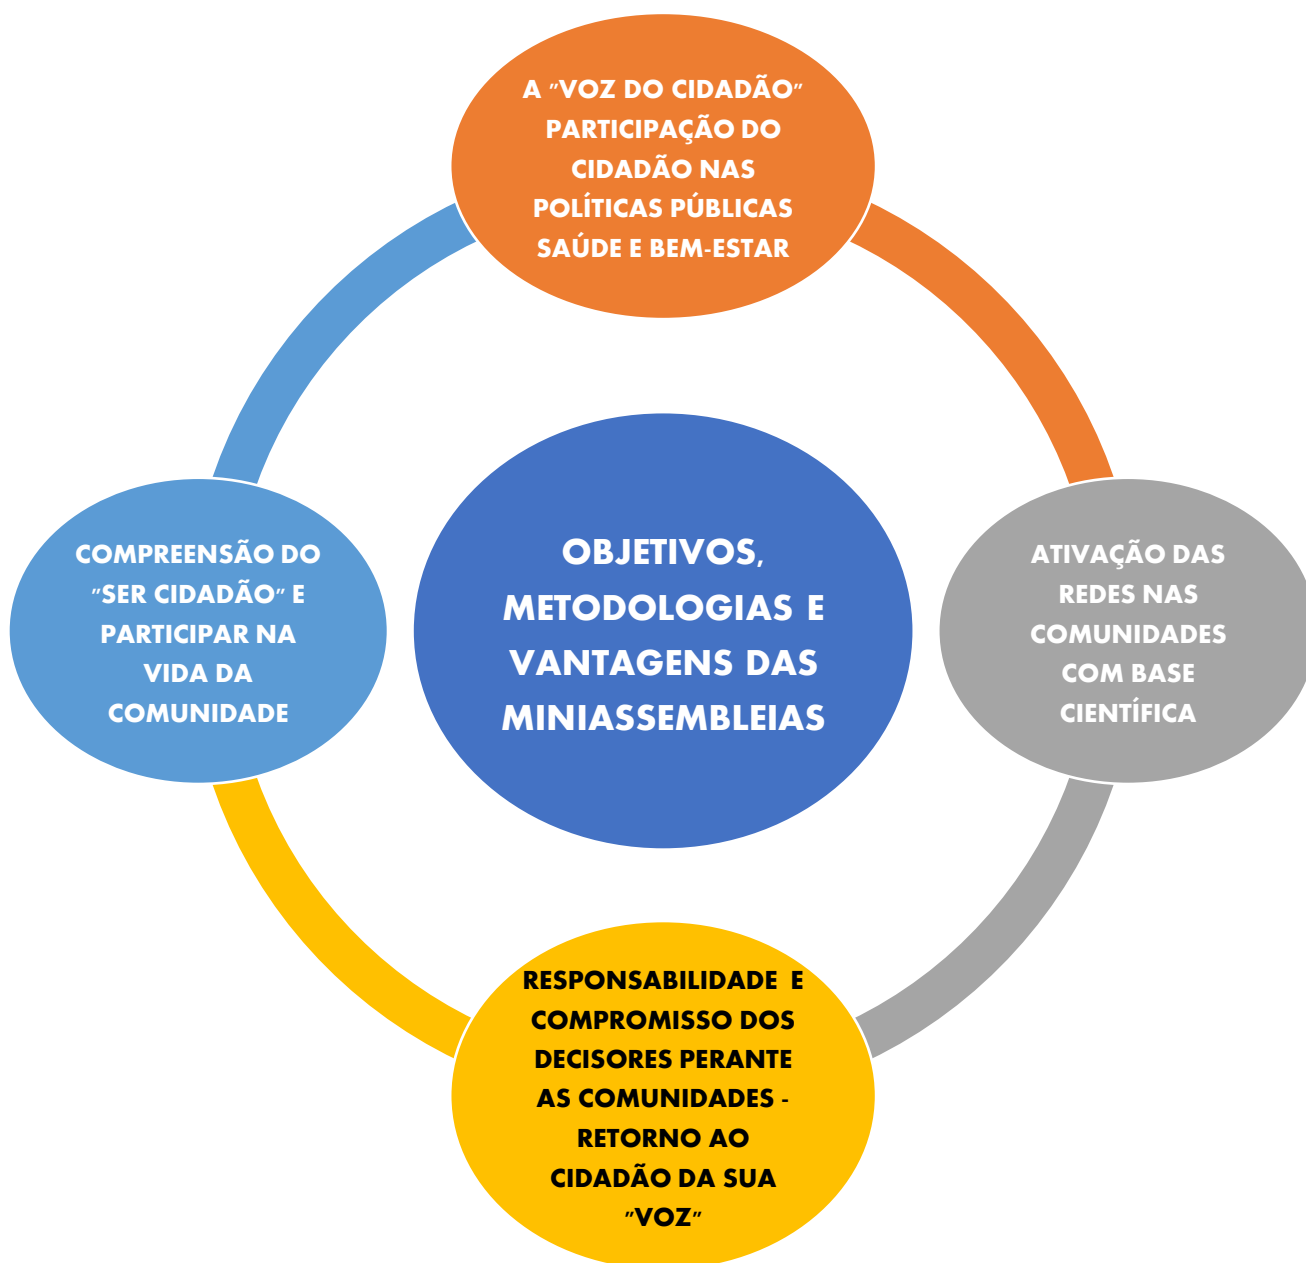 A "VOZ DO CIDADÃO"
PARTICIPAÇÃO DO
CIDADÃO NAS
POLÍTICAS PÚBLICAS
SAÚDE E BEM-ESTAR
COMPREENSÃO DO
"SER CIDADÃO" E
PARTICIPAR NA
VIDA DA
COMUNIDADE
OBJETIVOS,
METODOLOGIAS E
VANTAGENS DAS
MINIASSEMBLEIAS
ATIVAÇÃO DAS
REDES NAS
COMUNIDADES
COM BASE
CIENTÍFICA
RESPONSABILIDADE E
COMPROMISSO DOS
DECISORES PERANTE
AS COMUNIDADES -
RETORNO AO
CIDADÃO DA SUA
"VOZ"